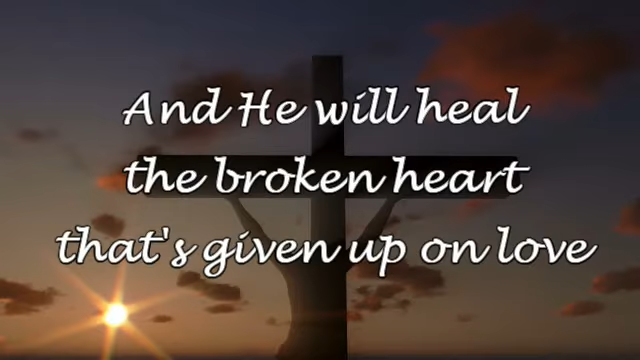 And He will heal
the broken heart
that's given up on love